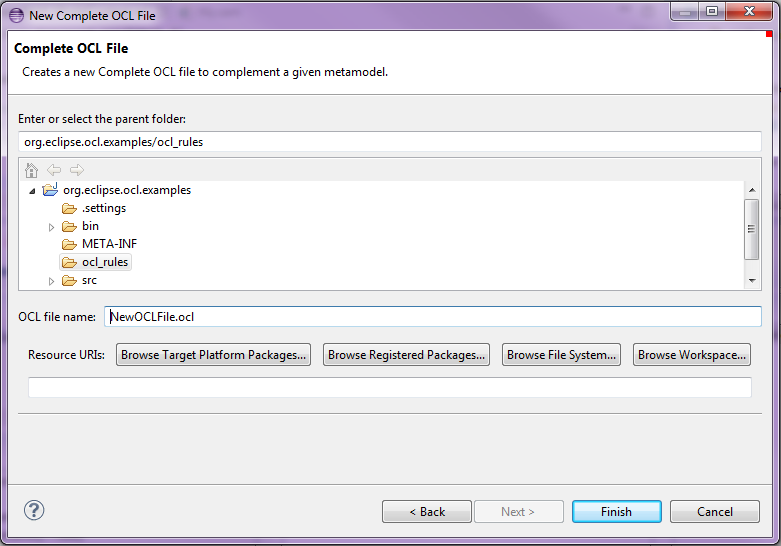 New Complete OCL File
Complete OCL File
Creates a new Complete OCL file to complement a given metamodel.
Enter or select the parent folder:
org.eclipse.ocl.examples/ocl_rules
org.eclipse.ocl.examples
.settings
bin
META-INF
ocl_rules
src
OCL file name: NewOCLFile.ocl
Resource URIs: Browse Target Platform Packages... Browse Registered Packages... Browse File System... Browse Workspace...
? < Back Next > Finish Cancel